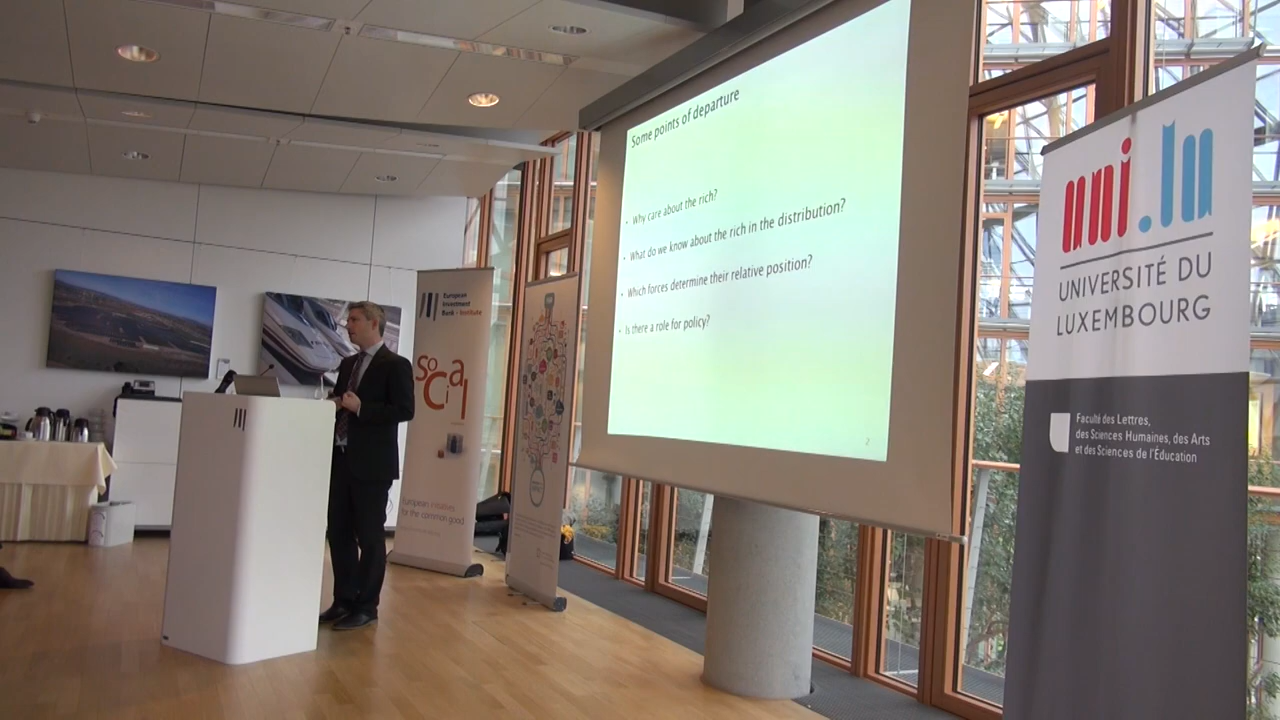 Some points of departure
• Why care about the rich?
• What do we know about the rich in the distribution?
• Which forces determine their relative position?
• Is there a role for policy?
2
European
Investment
Bank
Institute
social
European initiatives
for the common good
uni.lu
UNIVERSITÉ DU
LUXEMBOURG
Faculté des Lettres,
des Sciences Humaines, des Arts
et des Sciences de l'Éducation